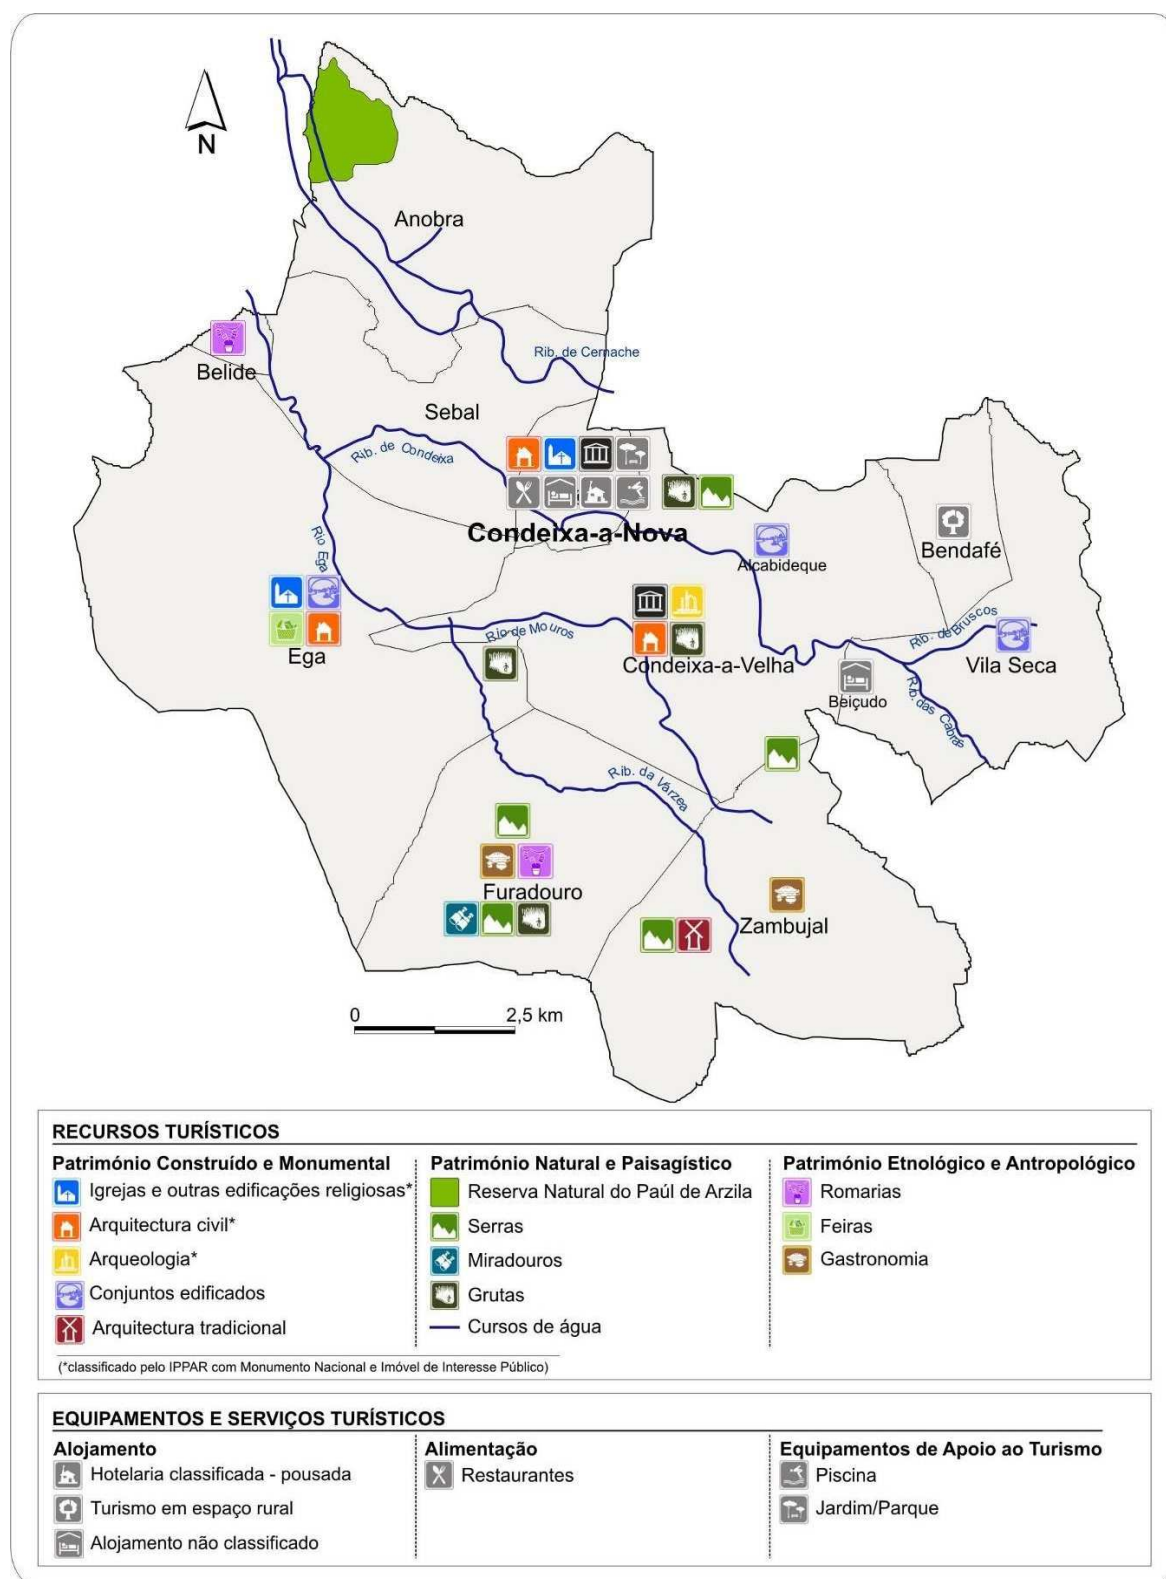 N
Anobra
Rib. de Cernache
Belide
Sebal
Rib. de Condeixa
Condeixa-a-Nova
Rio Ega
Alcabideque
Bendafé
Ega
Rio de Mouros
Condeixa-a-Velha
Rib. de Bruscos
Vila Seca
Beiçudo
Rib. das Cabras
Rib. da Várzea
Furadouro
Zambujal
0 2,5 km
RECURSOS TURÍSTICOS
Património Construído e Monumental
Igrejas e outras edificações religiosas*
Arquitectura civil*
Arqueologia*
Conjuntos edificados
Arquitectura tradicional
(*classificado pelo IPPAR com Monumento Nacional e Imóvel de Interesse Público)
Património Natural e Paisagístico
Reserva Natural do Paúl de Arzila
Serras
Miradouros
Grutas
Cursos de água
Património Etnológico e Antropológico
Romarias
Feiras
Gastronomia
EQUIPAMENTOS E SERVIÇOS TURÍSTICOS
Alojamento
Hotelaria classificada - pousada
Turismo em espaço rural
Alojamento não classificado
Alimentação
Restaurantes
Equipamentos de Apoio ao Turismo
Piscina
Jardim/Parque